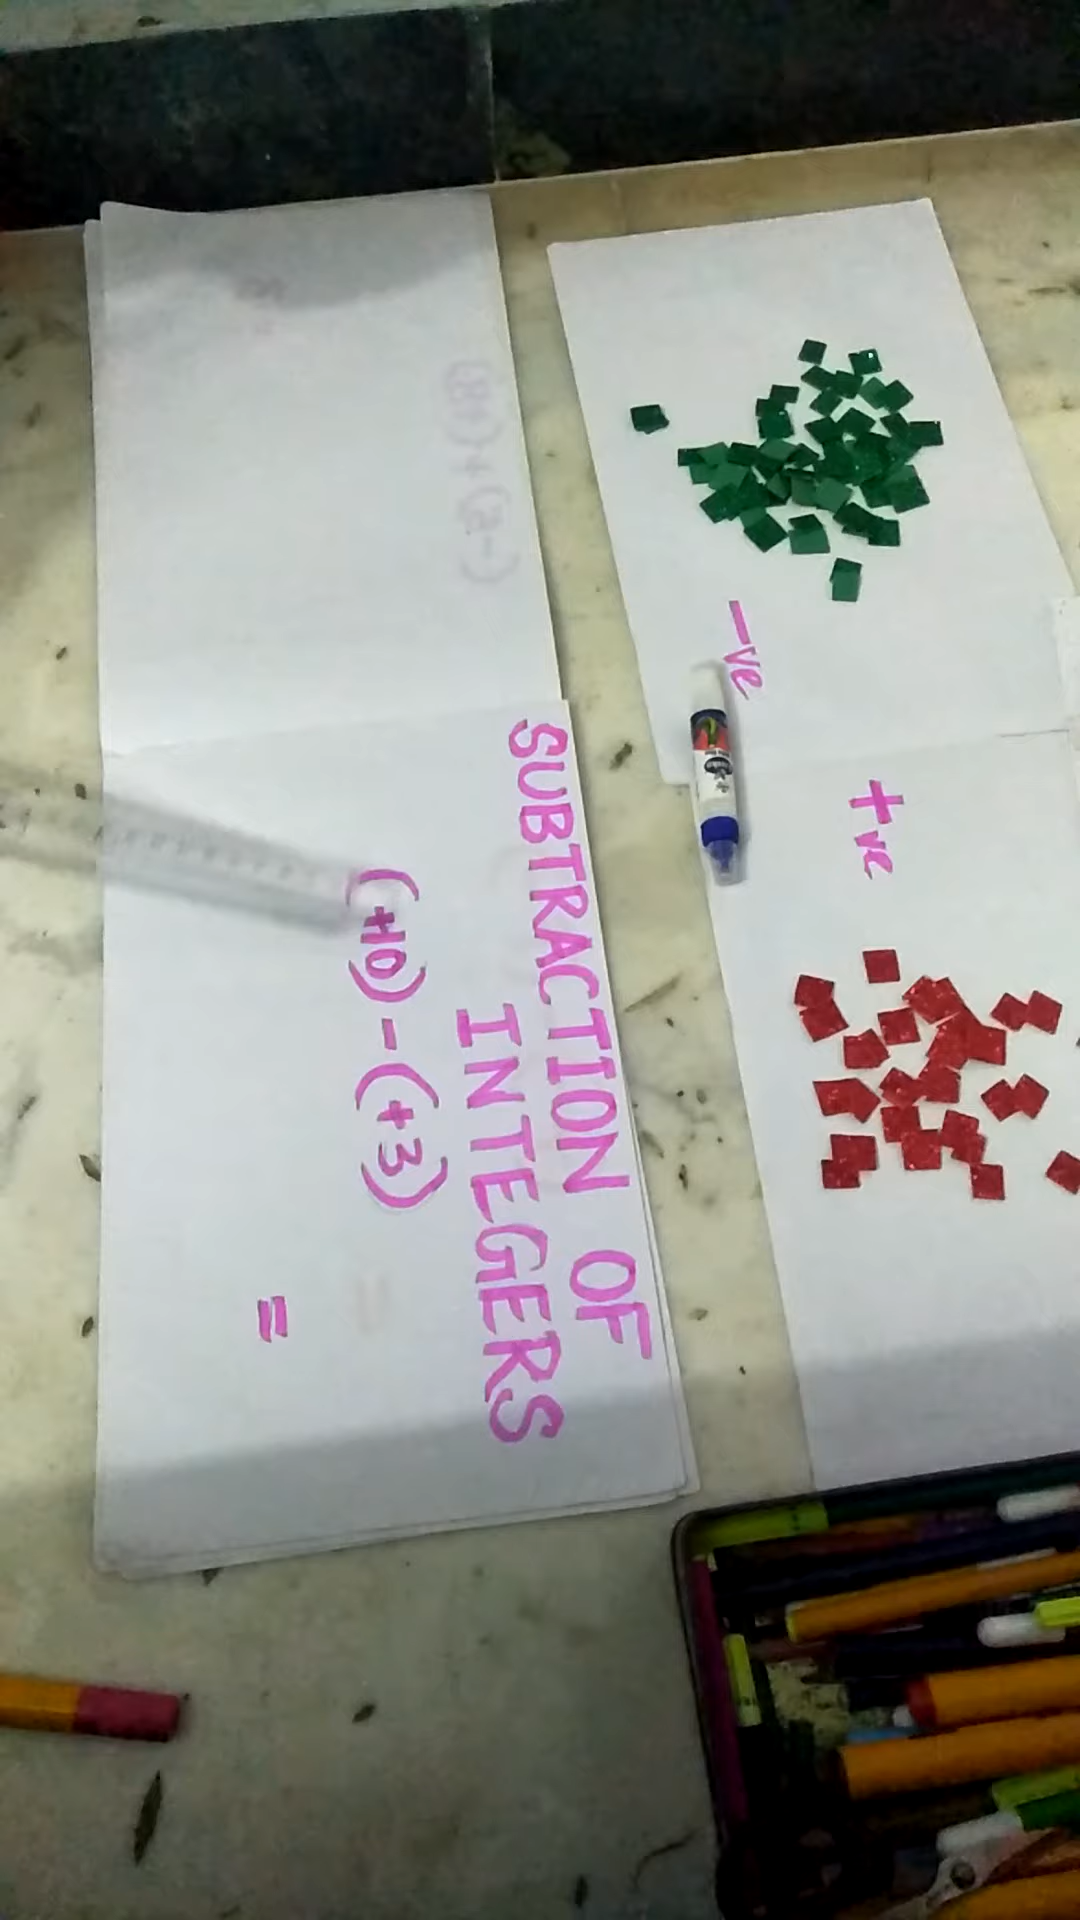 SUBTRACTION OF
INTEGERS
(+10)-(+3)
=
-ve
+ve